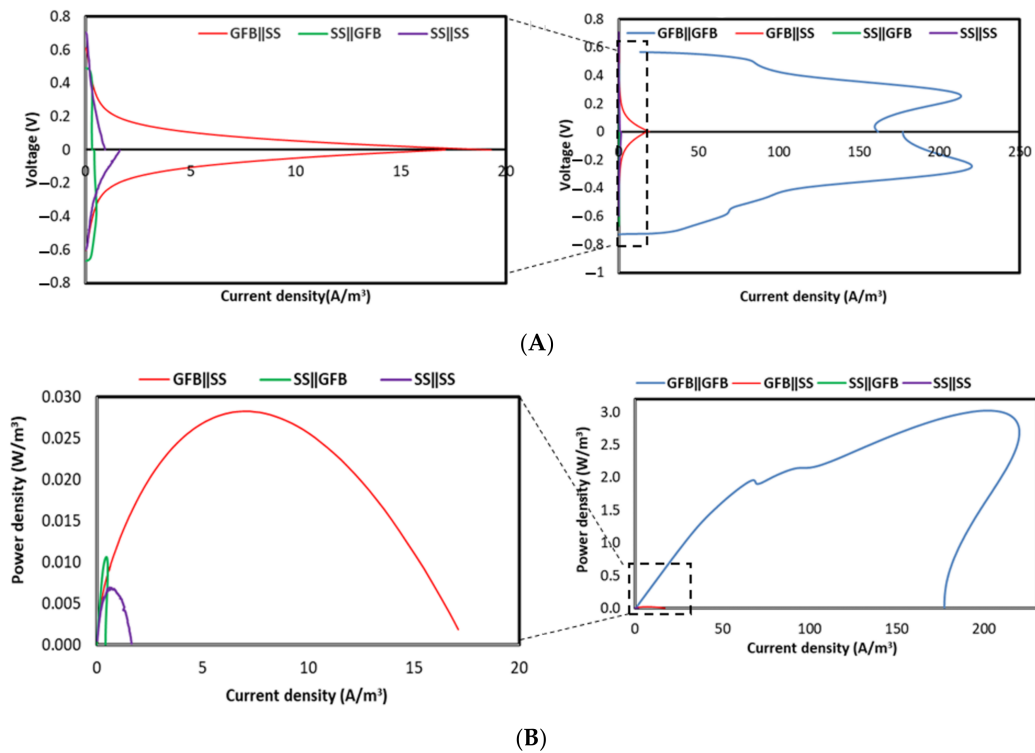 GFB||SS SS||GFB SS||SS
0.8
0.6
0.4
0.2
0
−0.2
−0.4
−0.6
−0.8
Voltage (V)
0 5 10 15 20
Current density(A/m³)
GFB||GFB GFB||SS SS||GFB SS||SS
0.8
0.6
0.4
0.2
0
−0.2
−0.4
−0.6
−0.8
−1
Voltage (V)
0 50 100 150 200 250
Current density (A/m³)
(A)
GFB||SS SS||GFB SS||SS
0.030
0.025
0.020
0.015
0.010
0.005
0.000
Power density (W/m³)
0 5 10 15 20
Current density (A/m³)
GFB||GFB GFB||SS SS||GFB SS||SS
3.0
2.5
2.0
1.5
1.0
0.5
0.0
Power density (W/m³)
0 50 100 150 200
Current density (A/m³)
(B)